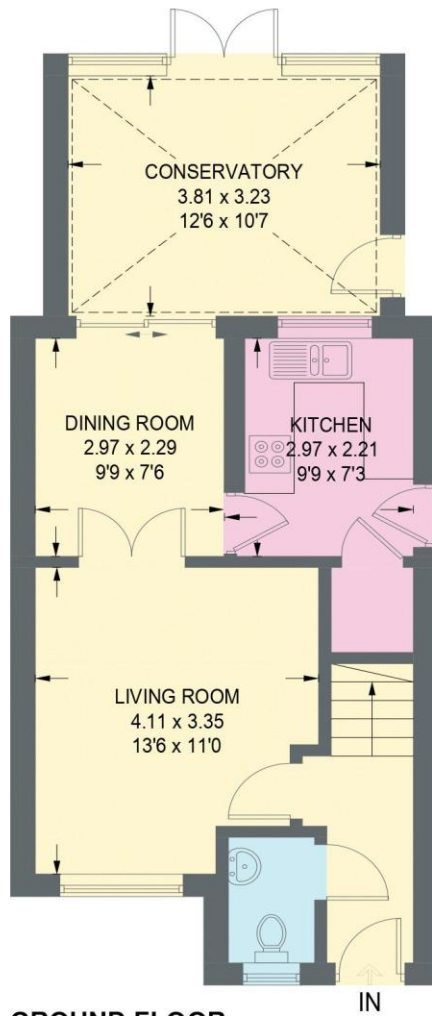 CONSERVATORY
3.81 x 3.23
12'6 x 10'7
DINING ROOM
2.97 x 2.29
9'9 x 7'6
KITCHEN
2.97 x 2.21
9'9 x 7'3
LIVING ROOM
4.11 x 3.35
13'6 x 11'0
IN
GROUND FLOOR